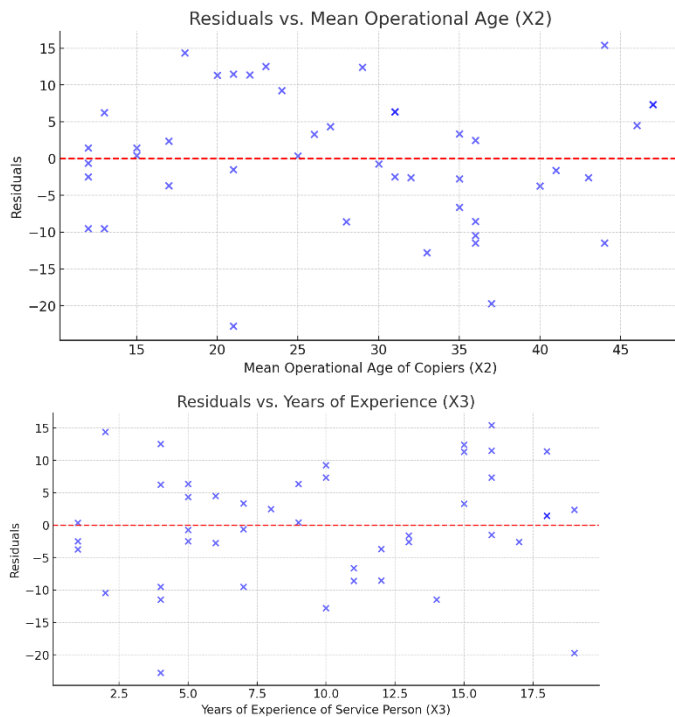 Residuals vs. Mean Operational Age (X2)
15
10
5
0
−5
−10
−15
−20
Residuals
15 20 25 30 35 40 45
Mean Operational Age of Copiers (X2)
Residuals vs. Years of Experience (X3)
15
10
5
0
−5
−10
−15
−20
Residuals
2.5 5.0 7.5 10.0 12.5 15.0 17.5
Years of Experience of Service Person (X3)